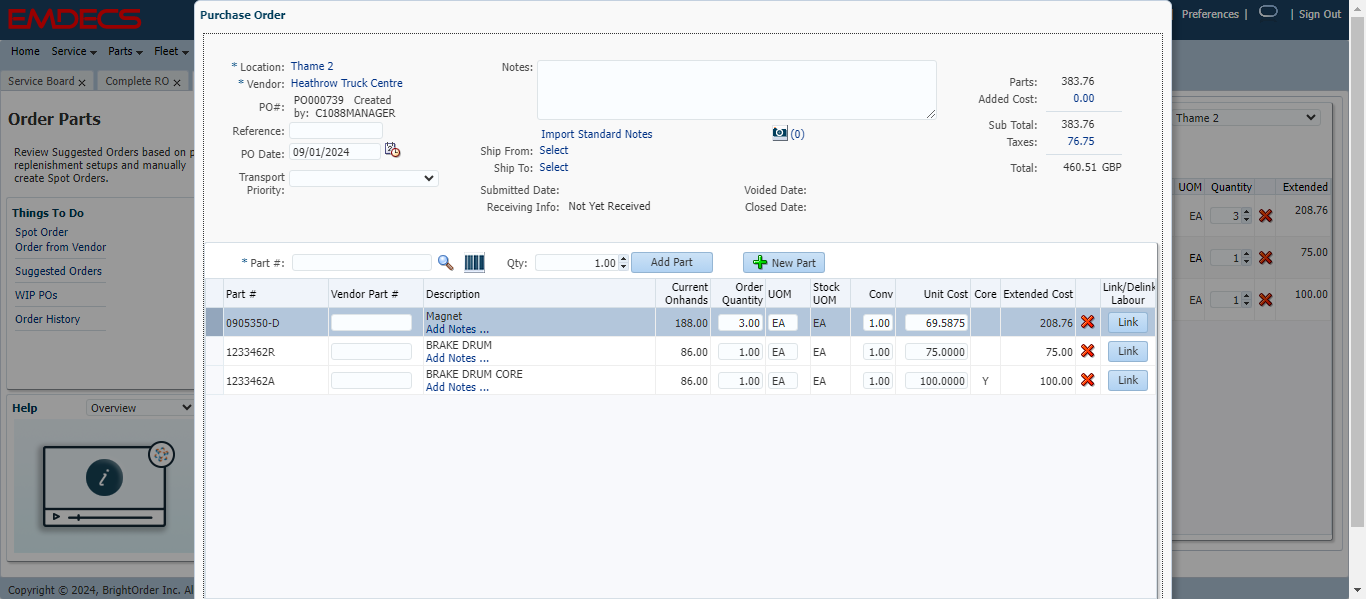 EMDECS
Preferences | | Sign Out
Home Service Parts Fleet
Service Board x Complete RO x
Order Parts
Review Suggested Orders based on
replenishment setups and manually
create Spot Orders.
Things To Do
Spot Order
Order from Vendor
Suggested Orders
WIP POs
Order History
Help Overview
i
Copyright © 2024, BrightOrder Inc. Al
Purchase Order
* Location: Thame 2
* Vendor: Heathrow Truck Centre
PO#: PO000739 Created
by: C1088MANAGER
Reference:
PO Date: 09/01/2024
Transport
Priority:
Notes:
Import Standard Notes (0)
Ship From: Select
Ship To: Select
Submitted Date: Voided Date:
Receiving Info: Not Yet Received Closed Date:
Parts: 383.76
Added Cost: 0.00
Sub Total: 383.76
Taxes: 76.75
Total: 460.51 GBP
* Part #: Qty: 1.00 Add Part New Part
Part # Vendor Part # Description Current Onhands Order Quantity UOM Stock UOM Conv Unit Cost Core Extended Cost Link/Delink Labour
0905350-D Magnet 188.00 3.00 EA EA 1.00 69.5875 208.76 Link
Add Notes ...
1233462R BRAKE DRUM 86.00 1.00 EA EA 1.00 75.0000 75.00 Link
Add Notes ...
1233462A BRAKE DRUM CORE 86.00 1.00 EA EA 1.00 100.0000 Y 100.00 Link
Add Notes ...
Thame 2
UOM Quantity Extended
EA 3 208.76
EA 1 75.00
EA 1 100.00